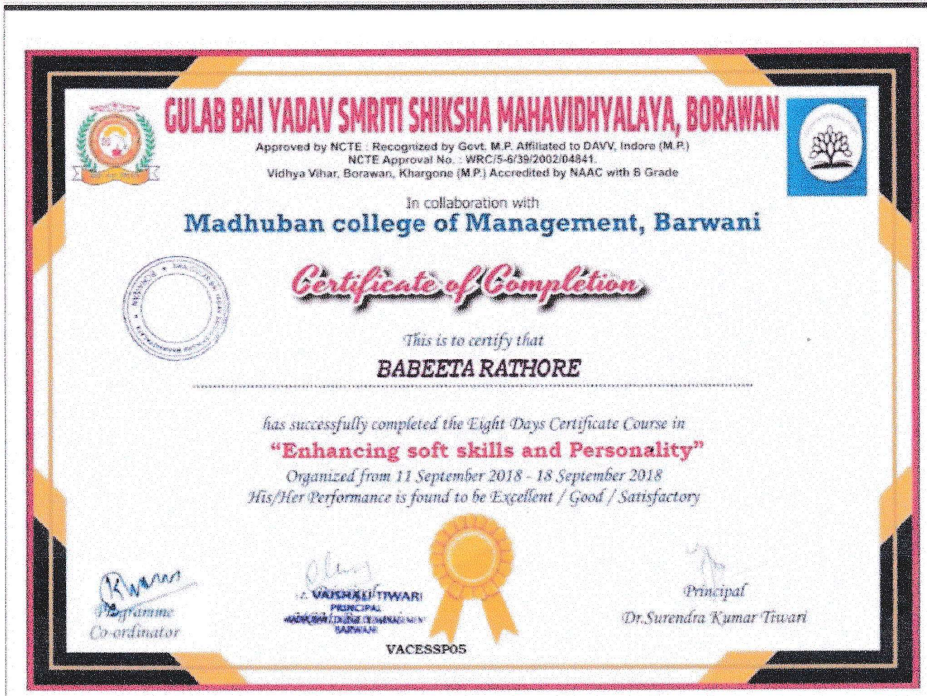 GULAB BAI YADAV SMRITI SHIKSHA MAHAVIDHYALAYA, BORAWAN
Approved by NCTE : Recognized by Govt. M.P. Affiliated to DAVV, Indore (M.P.)
NCTE Approval No. : WRC/5-6/39/2002/04841.
Vidhya Vihar, Borawan, Khargone (M.P.) Accredited by NAAC with B Grade
In collaboration with
Madhuban college of Management, Barwani
Certificate of Completion
This is to certify that
BABEETA RATHORE
has successfully completed the Eight Days Certificate Course in
“Enhancing soft skills and Personality”
Organized from 11 September 2018 - 18 September 2018
His/Her Performance is found to be Excellent / Good / Satisfactory
Programme
Co-ordinator
VAISHALI TIWARI
PRINCIPAL
BARWANI
Principal
Dr.Surendra Kumar Tiwari
VACESSP05